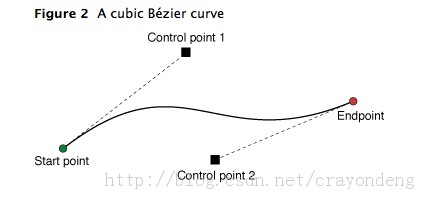 Figure 2 A cubic Bézier curve
Control point 1
Endpoint
Start point
Control point 2
http://blog.csdn.net/crayondeng